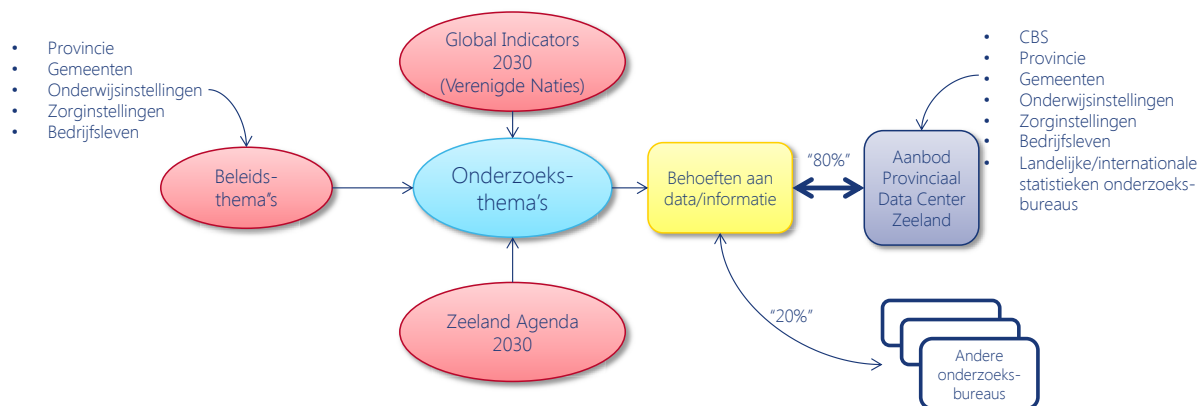 • Provincie
• Gemeenten
• Onderwijsinstellingen
• Zorginstellingen
• Bedrijfsleven
Beleids-
thema"s
Global Indicators
2030
(Verenigde Naties)
Onderzoeks-
thema's
Zeeland Agenda
2030
Behoeften aan
data/informatie
"80%"
Aanbod
Provinciaal
Data Center
Zeeland
• CBS
• Provincie
• Gemeenten
• Onderwijsinstellingen
• Zorginstellingen
• Bedrijfsleven
• Landelijke/internationale
statistieken onderzoeks-
bureaus
"20%"
Andere
onderzoeks-
bureaus